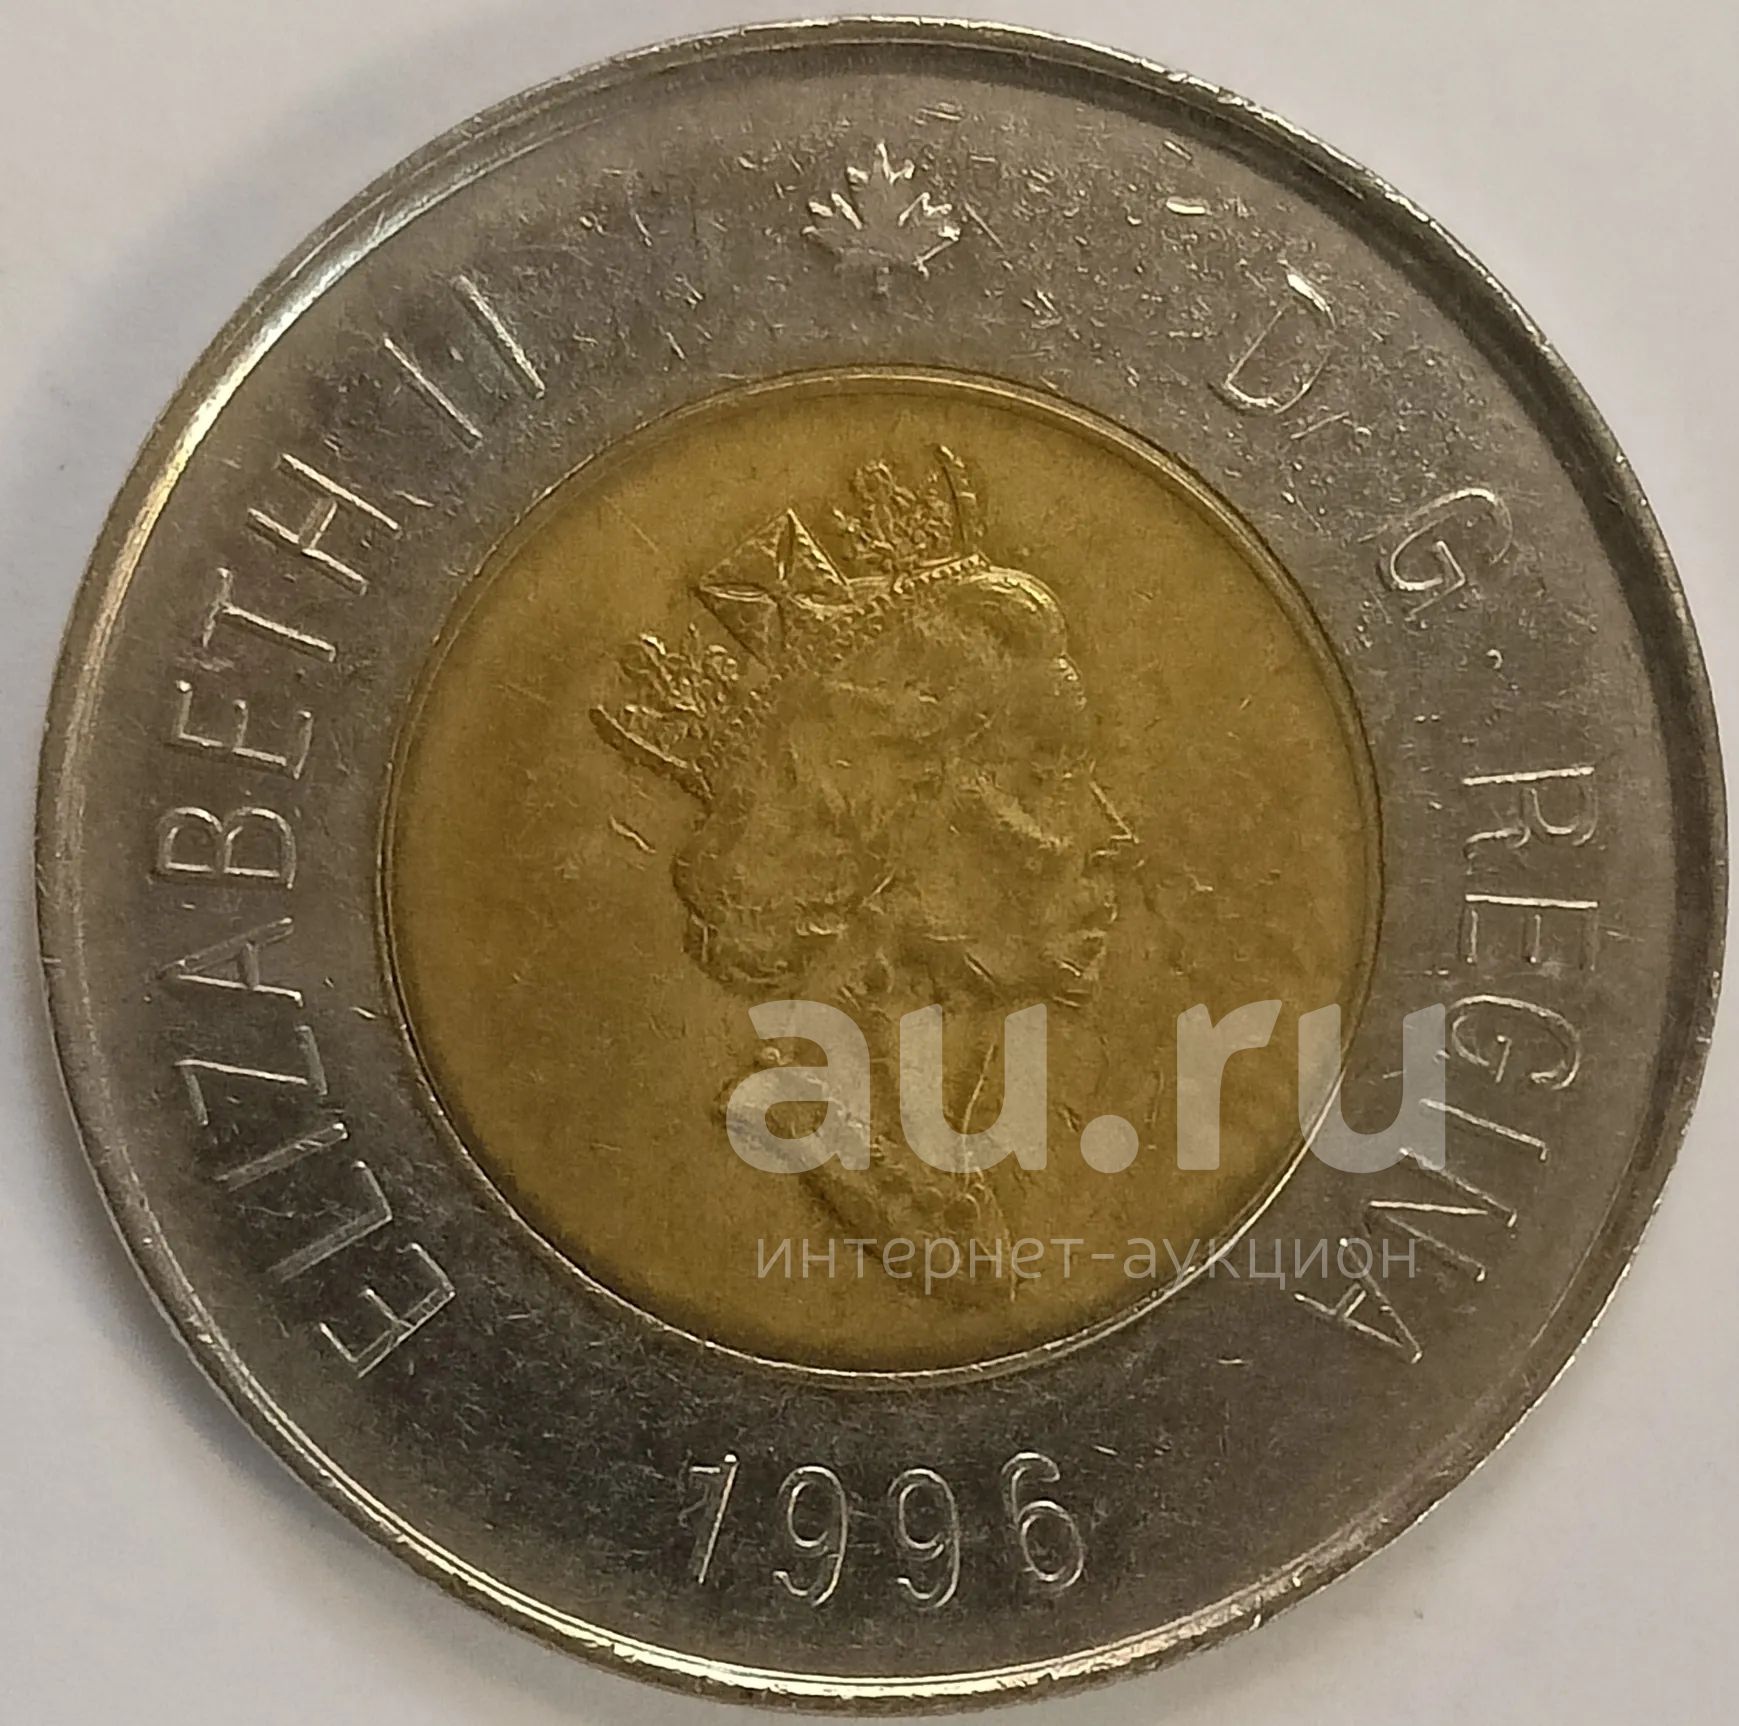 ELIZABETH II
D. G. REGINA
1996
au.ru
интернет-аукцион